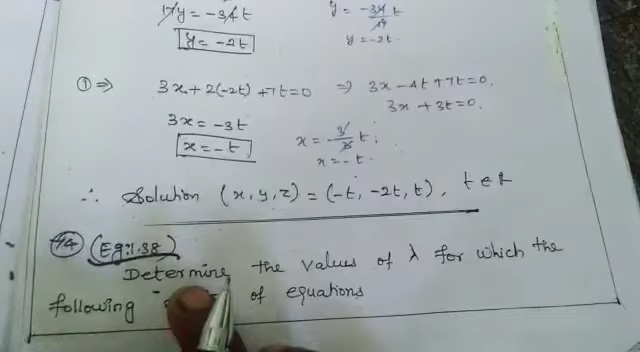 17y = -34t y = -34/17 t
y = -2t y = -2t.
① ⇒ 3x + 2(-2t) + 7t = 0 ⇒ 3x - 4t + 7t = 0.
3x + 3t = 0.
3x = -3t x = -3/3 t;
x = -t x = -t.
∴ Solution (x, y, z) = (-t, -2t, t), t ∈ R
(Eg: 1.38)
Determine the values of λ for which the
following of equations